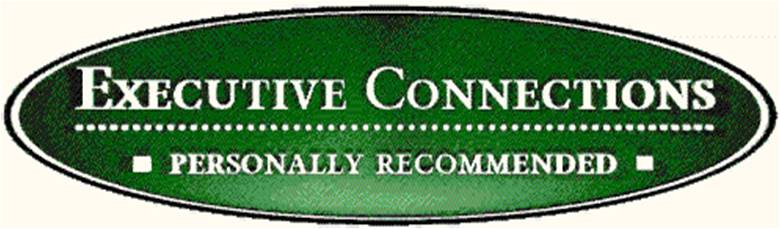 Executive Connections
■ Personally Recommended ■